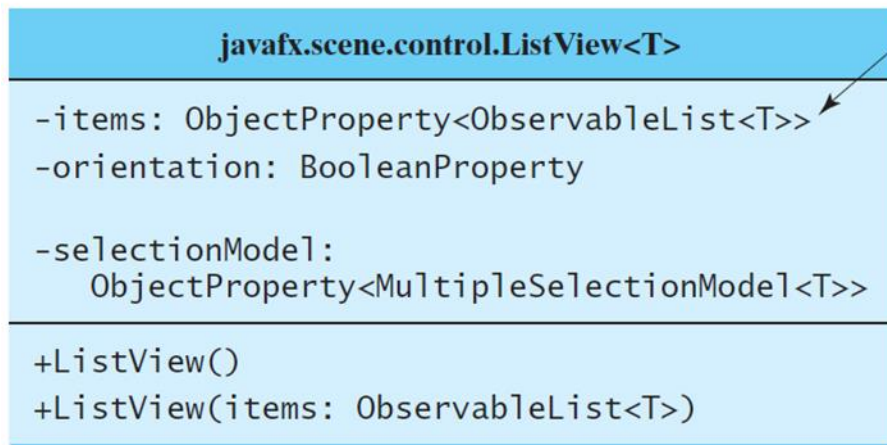 javafx.scene.control.ListView<T>
-items: ObjectProperty<ObservableList<T>>
-orientation: BooleanProperty
-selectionModel:
ObjectProperty<MultipleSelectionModel<T>>
+ListView()
+ListView(items: ObservableList<T>)